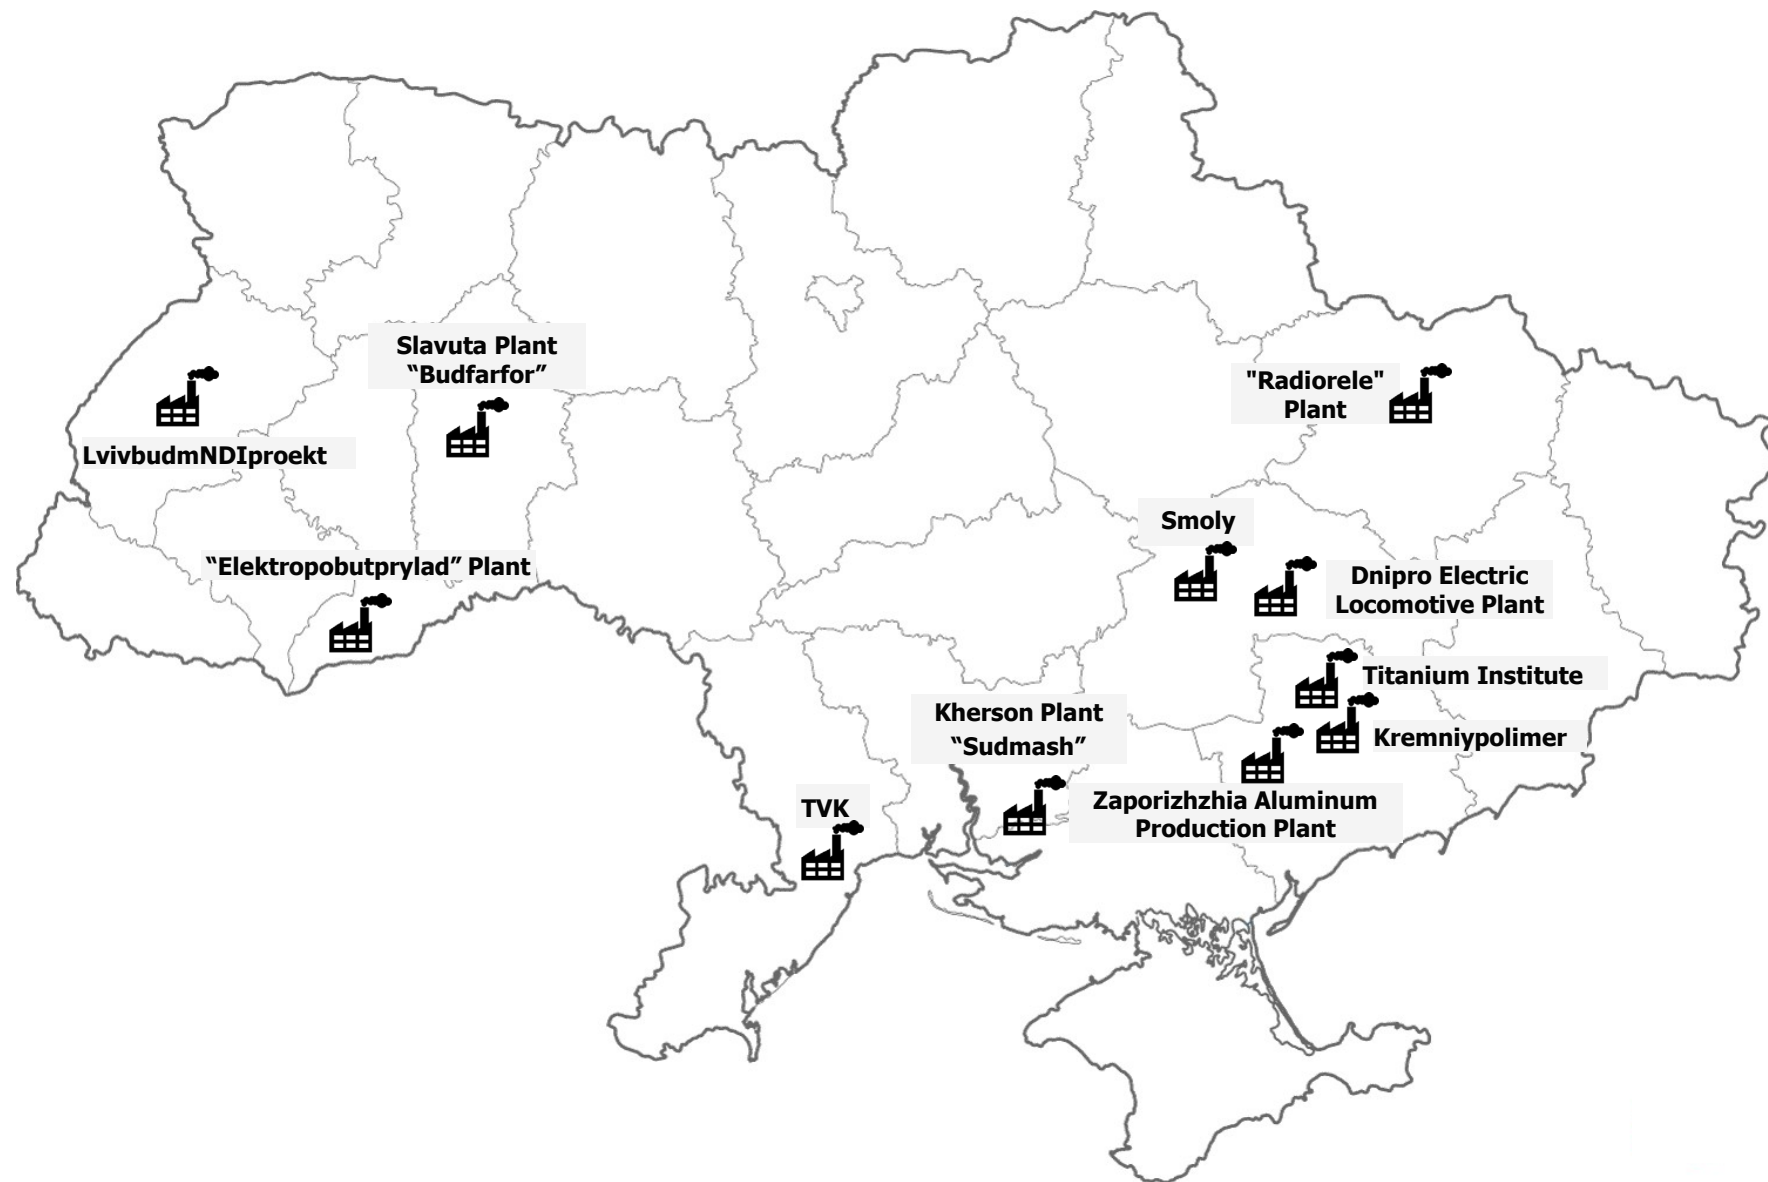 Slavuta Plant
“Budfarfor”
"Radiorele"
Plant
LvivbudmNDIproekt
Smoly
“Elektropobutprylad” Plant
Dnipro Electric
Locomotive Plant
Titanium Institute
Kherson Plant
“Sudmash”
Kremniypolimer
TVK
Zaporizhzhia Aluminum
Production Plant